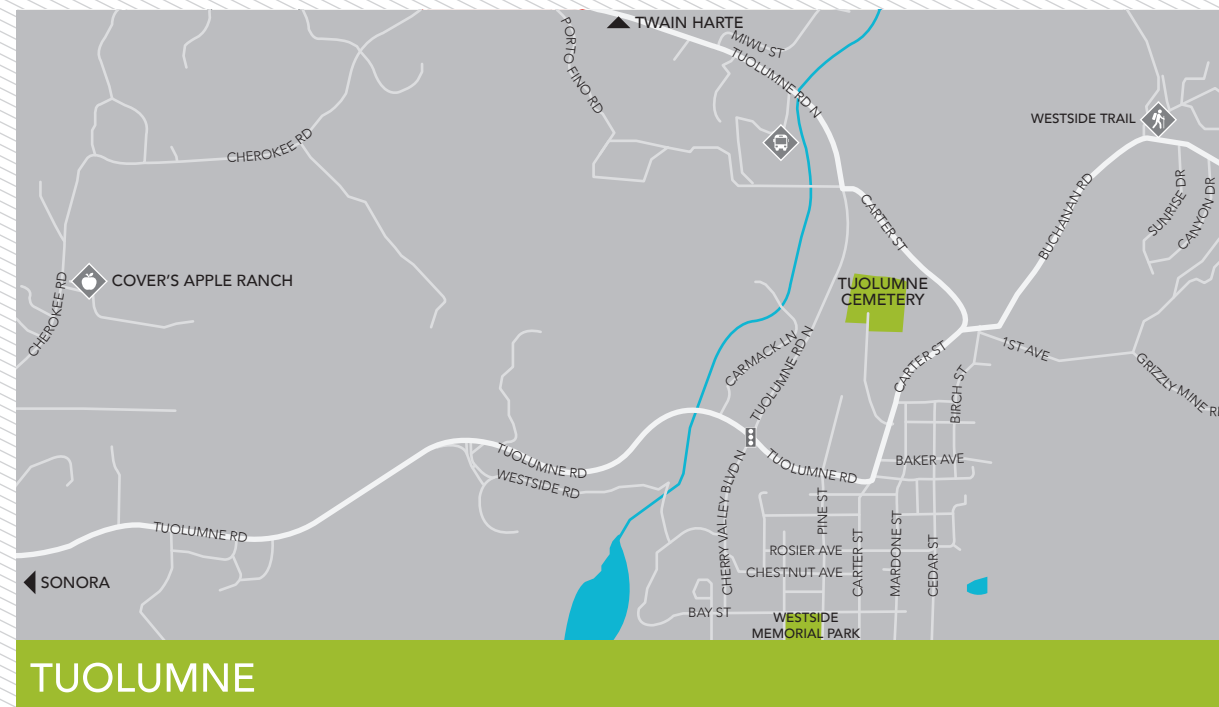 TWAIN HARTE
MIWU ST
TUOLUMNE RD N
PORTO FINO RD
WESTSIDE TRAIL
CHEROKEE RD
BUCHANAN RD
SUNRISE DR
CANYON DR
CARTER ST
COVER'S APPLE RANCH
CHEROKEE RD
TUOLUMNE
CEMETERY
CARMACK LN
TUOLUMNE RD N
CARTER ST
1ST AVE
GRIZZLY MINE RD
BIRCH ST
TUOLUMNE RD
WESTSIDE RD
TUOLUMNE RD
BAKER AVE
CHERRY VALLEY BLVD N
PINE ST
TUOLUMNE RD
ROSIER AVE
CARTER ST
MARDONE ST
CEDAR ST
CHESTNUT AVE
SONORA
BAY ST
WESTSIDE
MEMORIAL PARK
TUOLUMNE